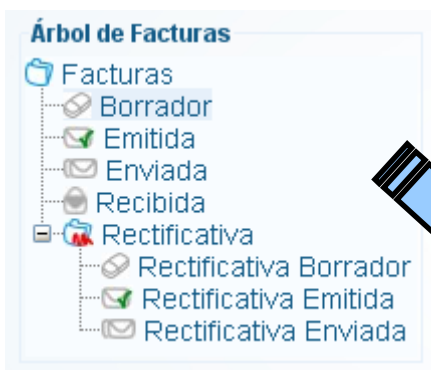 Árbol de Facturas
Facturas
Borrador
Emitida
Enviada
Recibida
Rectificativa
Rectificativa Borrador
Rectificativa Emitida
Rectificativa Enviada